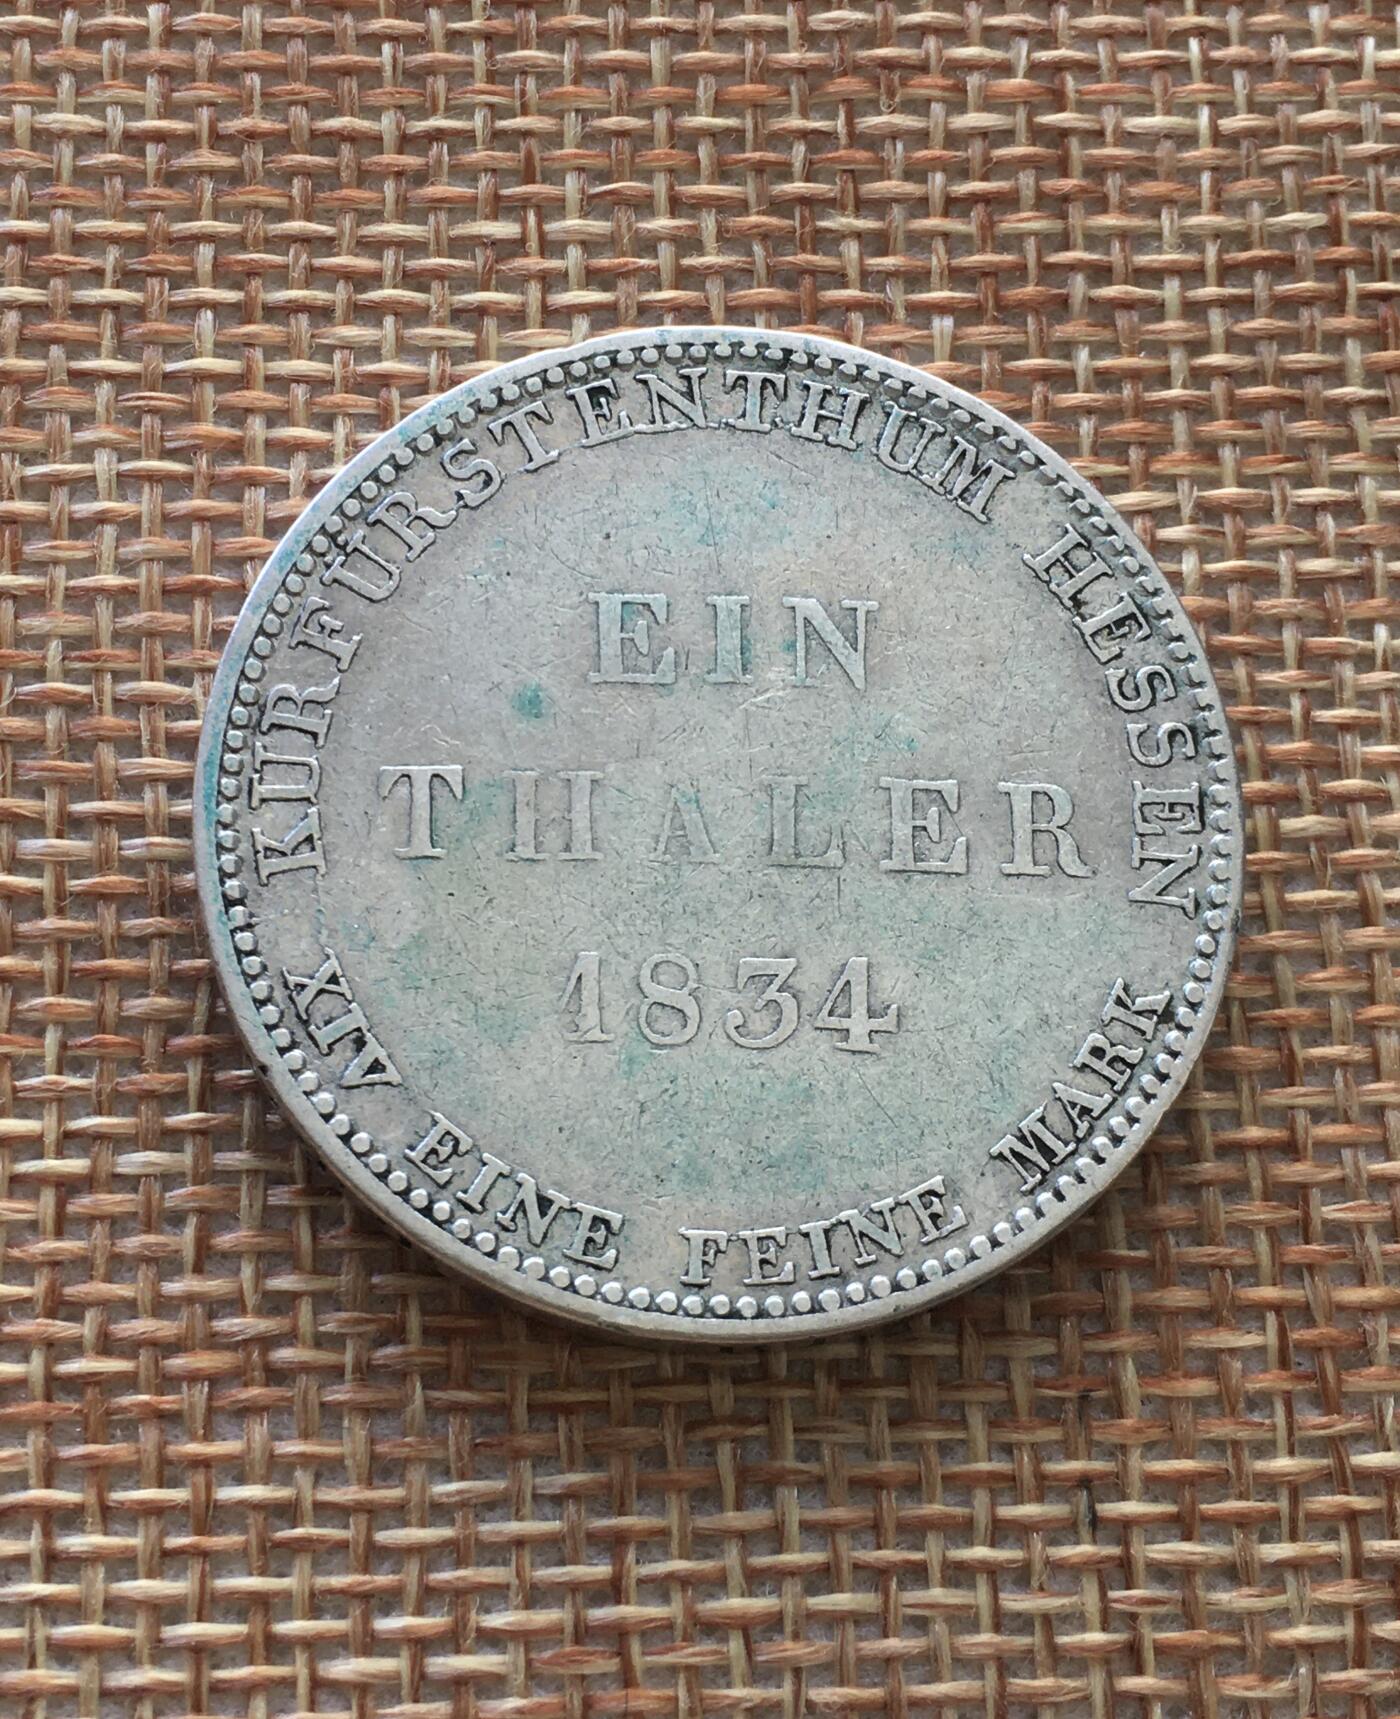 KURFÜRSTENTHUM HESSEN
EIN
THALER
1834
XIV EINE FEINE MARK